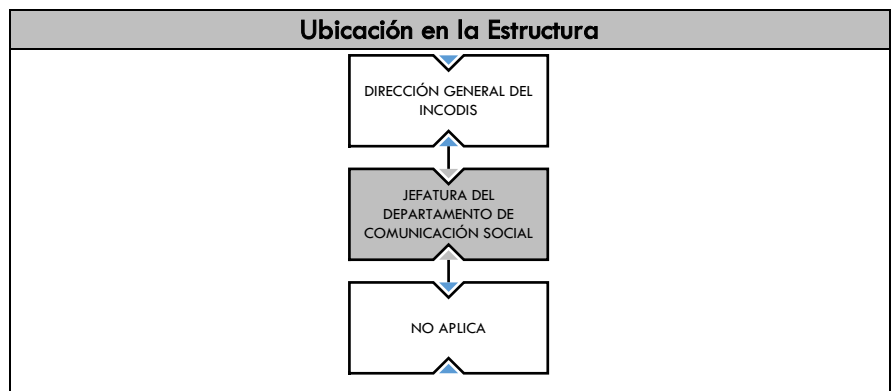 Ubicación en la Estructura
DIRECCIÓN GENERAL DEL
INCODIS
JEFATURA DEL
DEPARTAMENTO DE
COMUNICACIÓN SOCIAL
NO APLICA